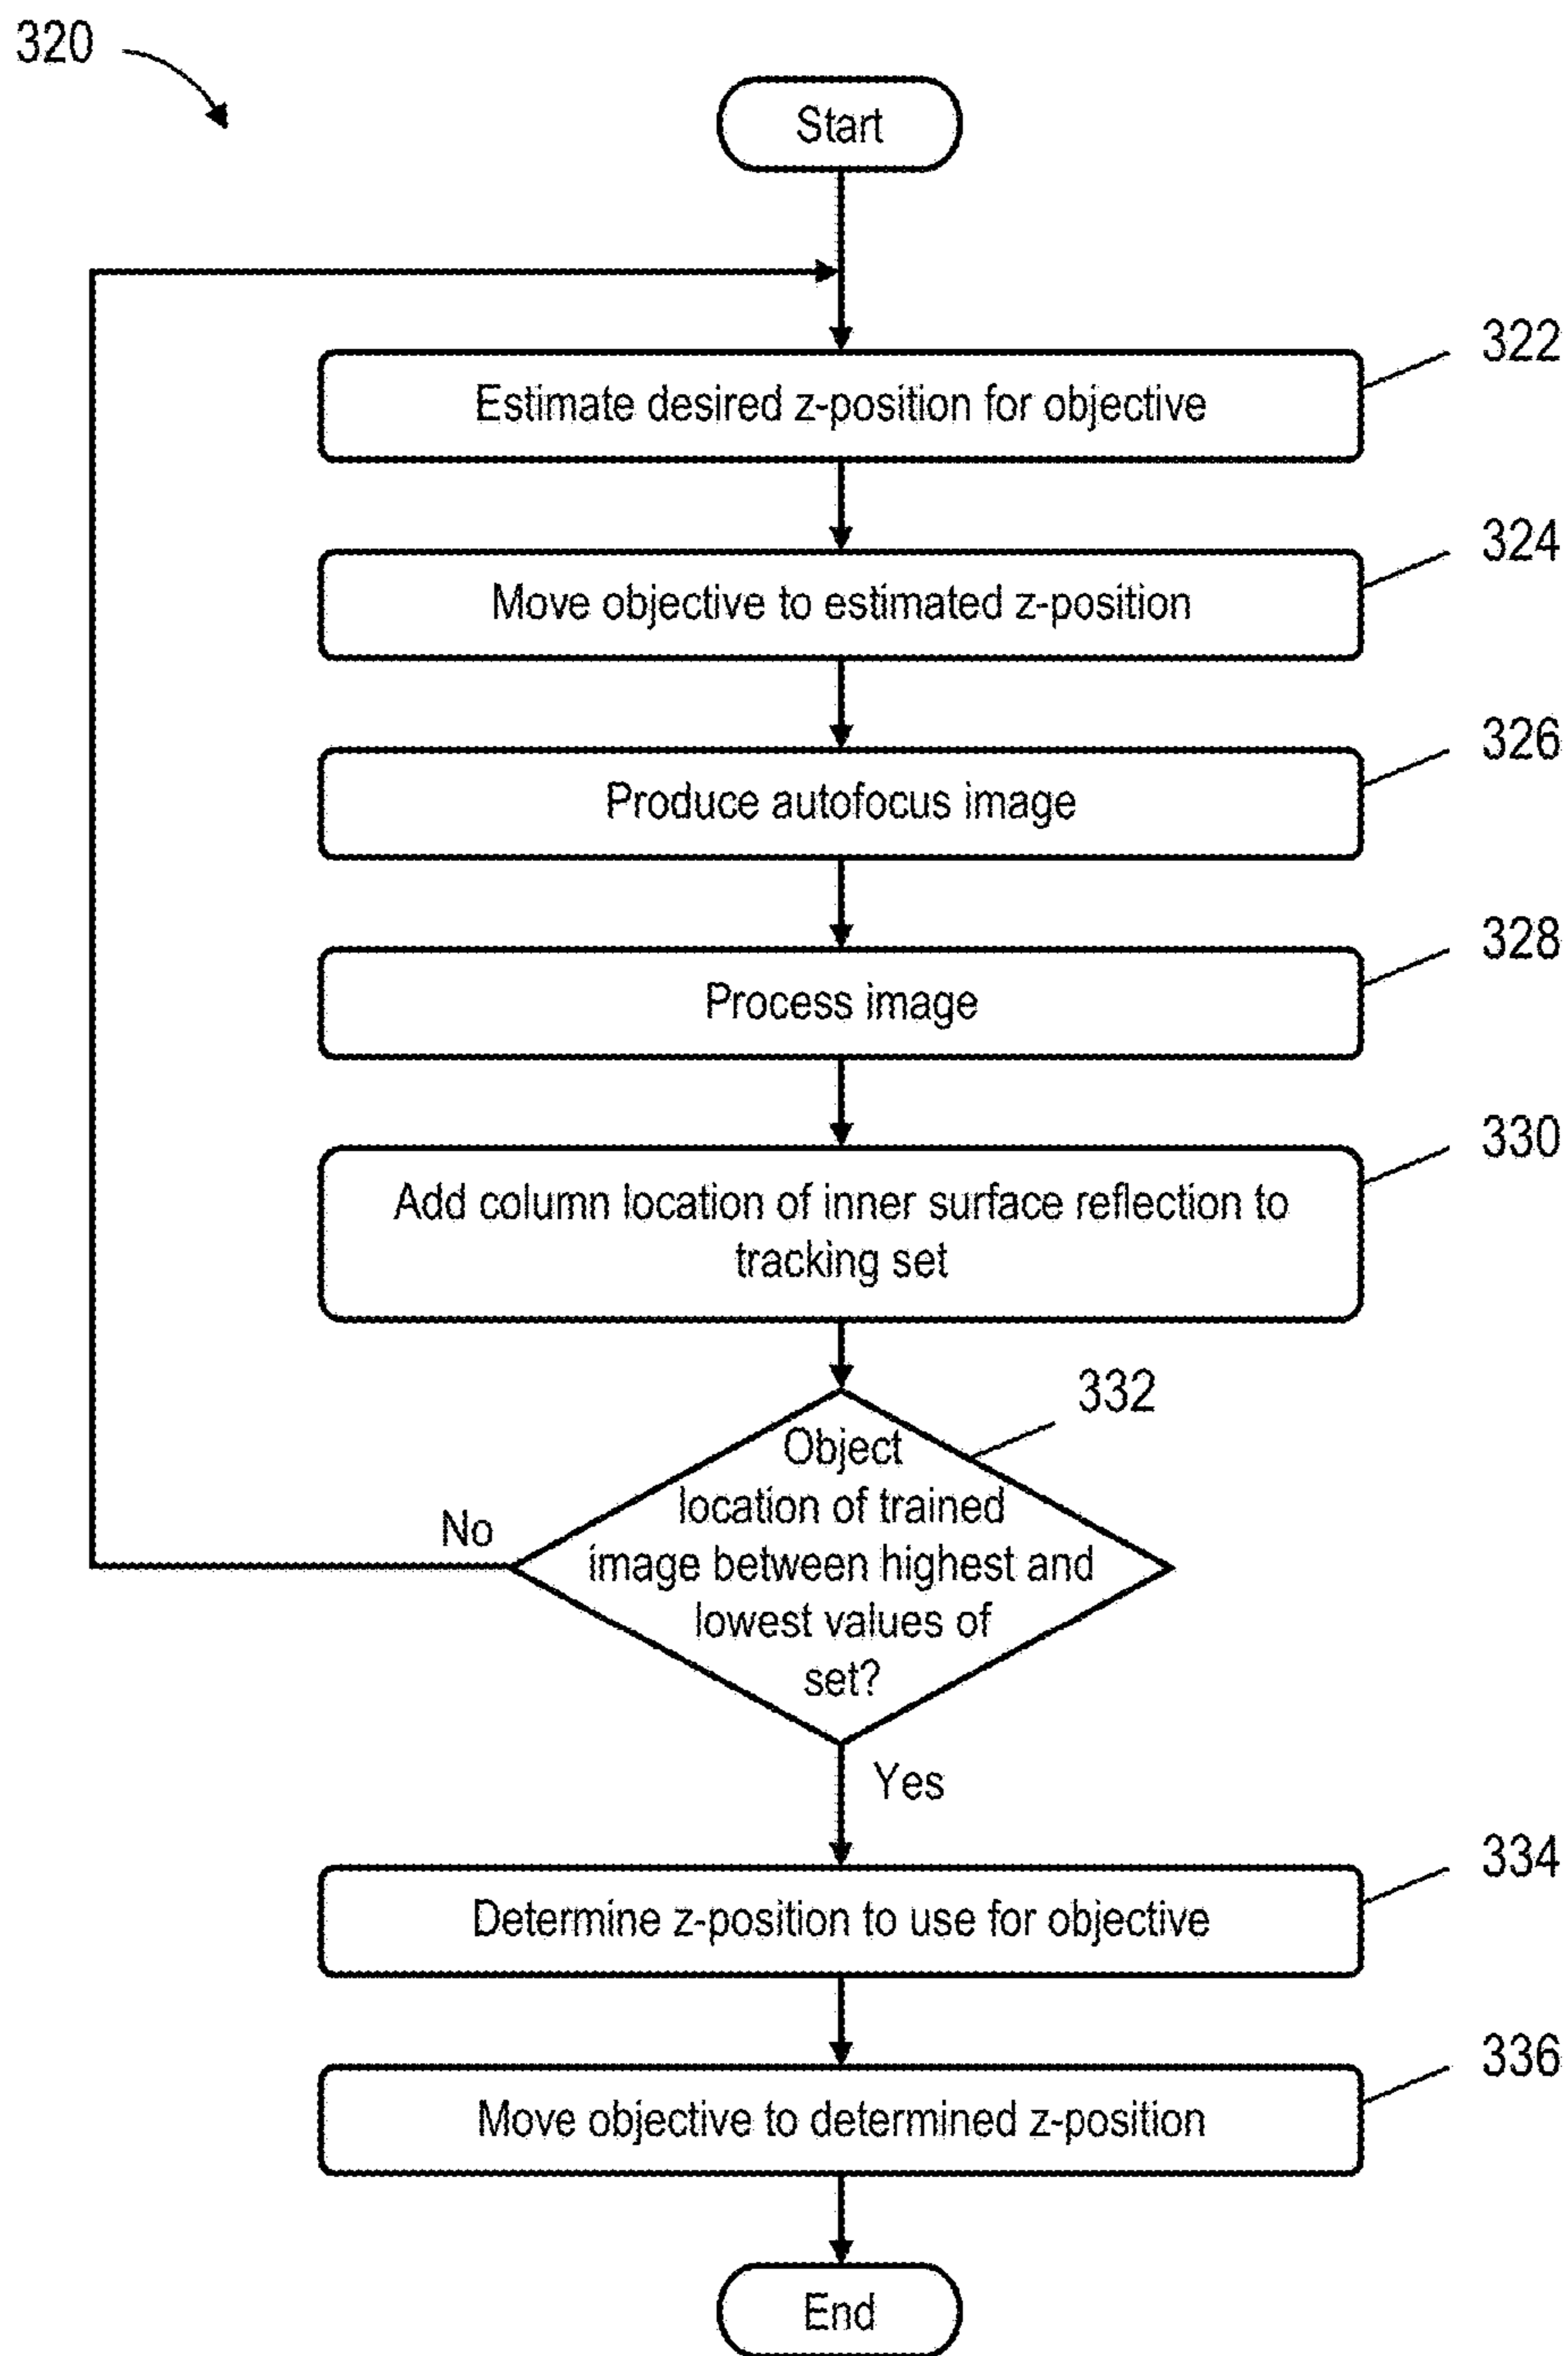 320
Start
322
Estimate desired z-position for objective
324
Move objective to estimated z-position
326
Produce autofocus image
328
Process image
330
Add column location of inner surface reflection to
tracking set
332
Object
location of trained
image between highest and
lowest values of
set?
No
Yes
334
Determine z-position to use for objective
336
Move objective to determined z-position
End